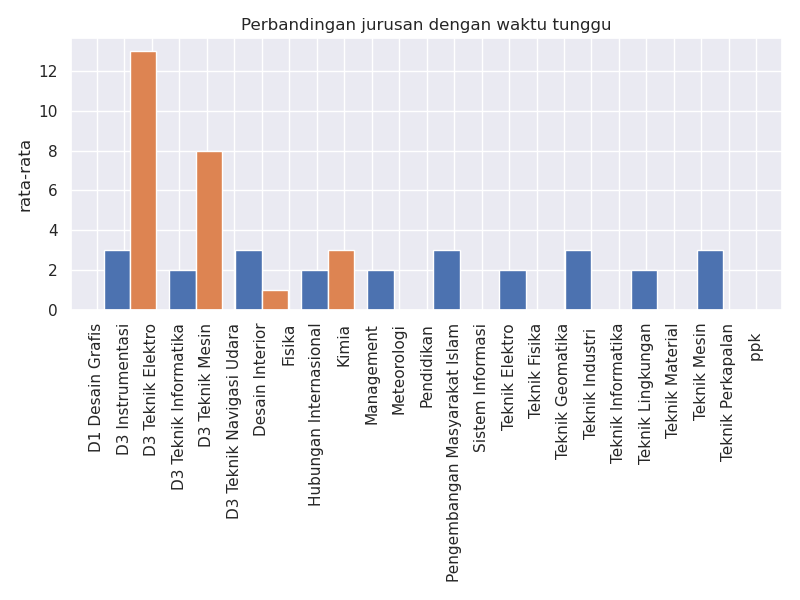 Perbandingan jurusan dengan waktu tunggu
rata-rata
12
10
8
6
4
2
0
D1 Desain Grafis
D3 Instrumentasi
D3 Teknik Elektro
D3 Teknik Informatika
D3 Teknik Mesin
D3 Teknik Navigasi Udara
Desain Interior
Fisika
Hubungan Internasional
Kimia
Management
Meteorologi
Pendidikan
Pengembangan Masyarakat Islam
Sistem Informasi
Teknik Elektro
Teknik Fisika
Teknik Geomatika
Teknik Industri
Teknik Informatika
Teknik Lingkungan
Teknik Material
Teknik Mesin
Teknik Perkapalan
ppk